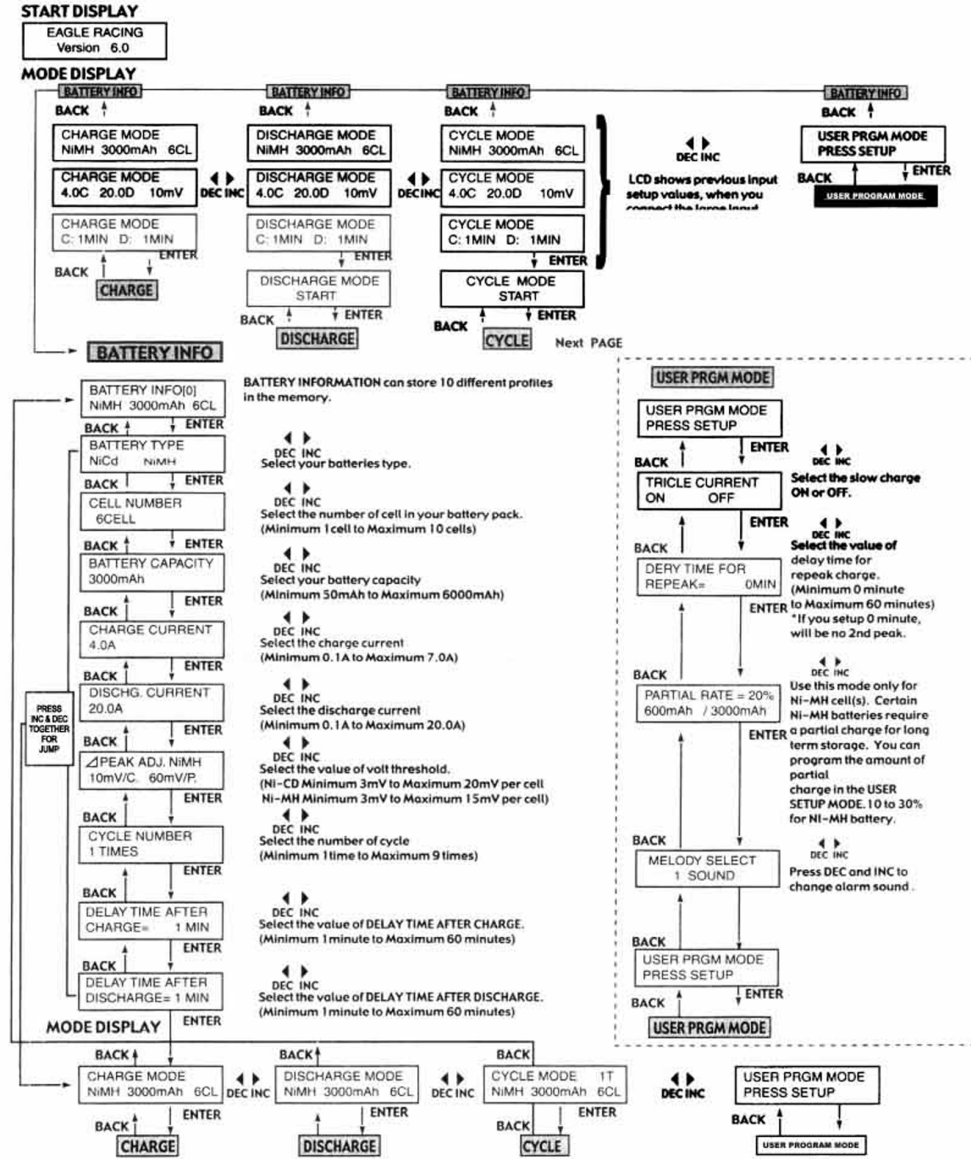 START DISPLAY
EAGLE RACING
Version 6.0
MODE DISPLAY
BATTERY INFO
BACK
CHARGE MODE
NiMH 3000mAh 6CL
CHARGE MODE
4.0C 20.0D 10mV
CHARGE MODE
C: 1MIN D: 1MIN
ENTER
BACK
CHARGE
DEC INC
BATTERY INFO
BACK
DISCHARGE MODE
NiMH 3000mAh 6CL
DISCHARGE MODE
4.0C 20.0D 10mV
DISCHARGE MODE
C: 1MIN D: 1MIN
ENTER
DISCHARGE MODE
START
BACK
ENTER
DISCHARGE
DEC INC
BATTERY INFO
BACK
CYCLE MODE
NiMH 3000mAh 6CL
CYCLE MODE
4.0C 20.0D 10mV
CYCLE MODE
C: 1MIN D: 1MIN
ENTER
CYCLE MODE
START
BACK
ENTER
CYCLE
Next PAGE
DEC INC
LCD shows previous input
setup values, when you
connect the large input
BATTERY INFO
BACK
USER PRGM MODE
PRESS SETUP
BACK
ENTER
USER PROGRAM MODE
BATTERY INFO
BATTERY INFO[0]
NiMH 3000mAh 6CL
BATTERY INFORMATION can store 10 different profiles
in the memory.
BACK
ENTER
BATTERY TYPE
NiCd NiMH
DEC INC
Select your batteries type.
BACK
ENTER
CELL NUMBER
6CELL
DEC INC
Select the number of cell in your battery pack.
(Minimum 1cell to Maximum 10 cells)
BACK
ENTER
BATTERY CAPACITY
3000mAh
DEC INC
Select your battery capacity
(Minimum 50mAh to Maximum 6000mAh)
BACK
ENTER
CHARGE CURRENT
4.0A
DEC INC
Select the charge current
(Minimum 0.1A to Maximum 7.0A)
BACK
ENTER
DISCHG. CURRENT
20.0A
DEC INC
Select the discharge current
(Minimum 0.1A to Maximum 20.0A)
PRESS
INC & DEC
TOGETHER
FOR
JUMP
BACK
ENTER
⊿PEAK ADJ. NiMH
10mV/C. 60mV/P.
DEC INC
Select the value of volt threshold.
(Ni-CD Minimum 3mV to Maximum 20mV per cell
Ni-MH Minimum 3mV to Maximum 15mV per cell)
BACK
ENTER
CYCLE NUMBER
1 TIMES
DEC INC
Select the number of cycle
(Minimum 1time to Maximum 9times)
BACK
ENTER
DELAY TIME AFTER
CHARGE= 1 MIN
DEC INC
Select the value of DELAY TIME AFTER CHARGE.
(Minimum 1minute to Maximum 60 minutes)
BACK
ENTER
DELAY TIME AFTER
DISCHARGE= 1 MIN
DEC INC
Select the value of DELAY TIME AFTER DISCHARGE.
(Minimum 1minute to Maximum 60 minutes)
ENTER
USER PRGM MODE
USER PRGM MODE
PRESS SETUP
BACK
ENTER
TRICLE CURRENT
ON OFF
DEC INC
Select the slow charge
ON or OFF.
BACK
ENTER
DERY TIME FOR
REPEAK= 0MIN
DEC INC
Select the value of
delay time for
repeak charge.
(Minimum 0 minute
to Maximum 60 minutes)
*If you setup 0 minute,
will be no 2nd peak.
BACK
ENTER
PARTIAL RATE = 20%
600mAh / 3000mAh
DEC INC
Use this mode only for
Ni-MH cell(s). Certain
Ni-MH batteries require
a partial charge for long
term storage. You can
program the amount of
partial
charge in the USER
SETUP MODE. 10 to 30%
for NI-MH battery.
BACK
ENTER
MELODY SELECT
1 SOUND
DEC INC
Press DEC and INC to
change alarm sound .
BACK
ENTER
USER PRGM MODE
PRESS SETUP
BACK
ENTER
USER PRGM MODE
MODE DISPLAY
BACK
CHARGE MODE
NiMH 3000mAh 6CL
BACK
ENTER
CHARGE
DEC INC
BACK
DISCHARGE MODE
NiMH 3000mAh 6CL
BACK
ENTER
DISCHARGE
DEC INC
BACK
CYCLE MODE 1T
NiMH 3000mAh 6CL
BACK
ENTER
CYCLE
DEC INC
USER PRGM MODE
PRESS SETUP
BACK
ENTER
USER PROGRAM MODE